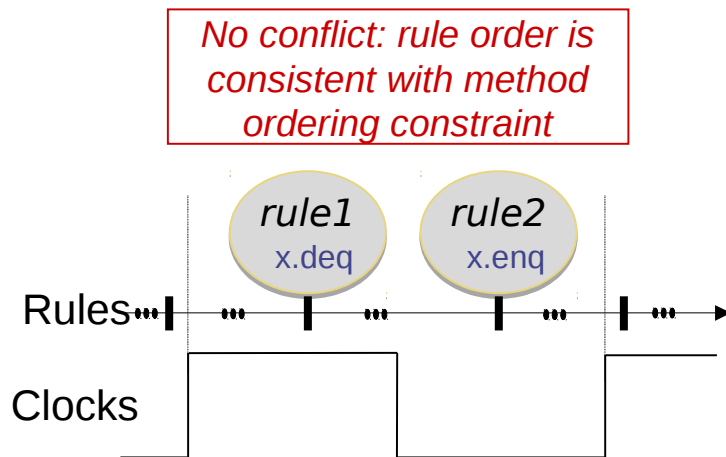 No conflict: rule order is
consistent with method
ordering constraint
rule1
x.deq
rule2
x.enq
Rules
Clocks